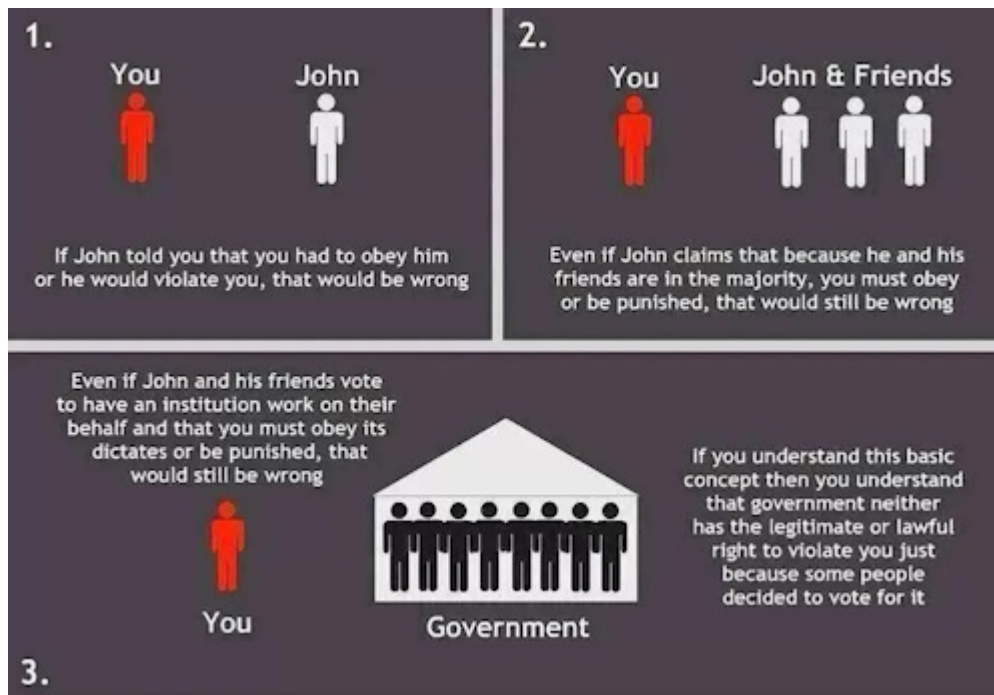 1.
You
John
If John told you that you had to obey him
or he would violate you, that would be wrong
2.
You
John & Friends
Even if John claims that because he and his
friends are in the majority, you must obey
or be punished, that would still be wrong
Even if John and his friends vote
to have an institution work on their
behalf and that you must obey its
dictates or be punished, that
would still be wrong
You
Government
If you understand this basic
concept then you understand
that government neither
has the legitimate or lawful
right to violate you just
because some people
decided to vote for it
3.